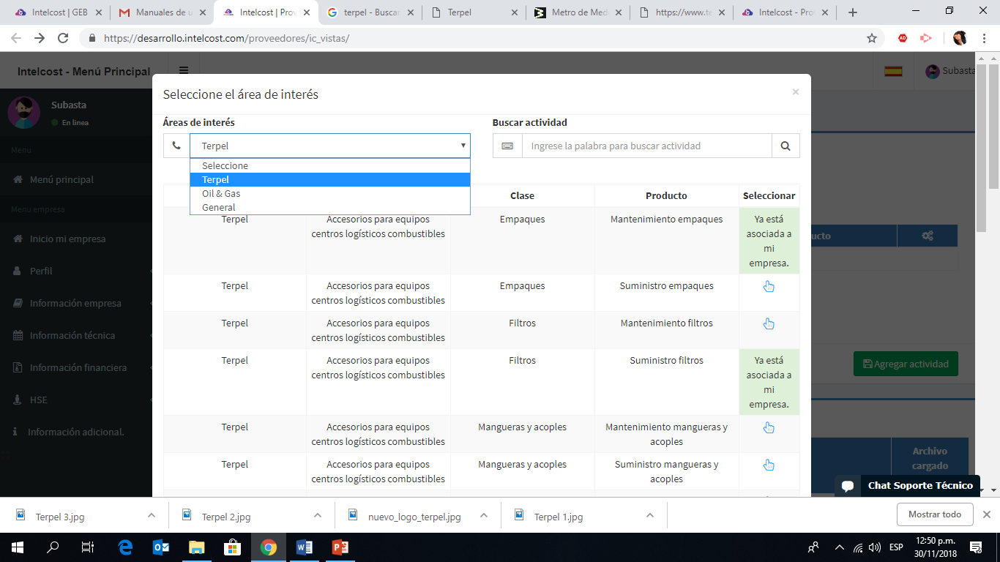 Intelcost | GEB
Manuales de u
Intelcost | Prov
terpel - Buscar
Terpel
Metro de Med
https://www.te
Intelcost - Pro
https://desarrollo.intelcost.com/proveedores/ic_vistas/
Intelcost - Menú Principal
Subasta
Subasta
En linea
Menu
Menú principal
Menu empresa
Inicio mi empresa
Perfil
Información empresa
Información técnica
Información financiera
HSE
Información adicional.
Seleccione el área de interés
×
Áreas de interés
Buscar actividad
Terpel
Ingrese la palabra para buscar actividad
Seleccione
Terpel
Oil & Gas
General
Clase Producto Seleccionar
Terpel Accesorios para equipos centros logísticos combustibles Empaques Mantenimiento empaques Ya está asociada a mi empresa.
Terpel Accesorios para equipos centros logísticos combustibles Empaques Suministro empaques
Terpel Accesorios para equipos centros logísticos combustibles Filtros Mantenimiento filtros
Terpel Accesorios para equipos centros logísticos combustibles Filtros Suministro filtros Ya está asociada a mi empresa.
Terpel Accesorios para equipos centros logísticos combustibles Mangueras y acoples Mantenimiento mangueras y acoples
Terpel Accesorios para equipos centros logísticos combustibles Mangueras y acoples Suministro mangueras y acoples
ucto
Agregar actividad
Archivo
cargado
Chat Soporte Técnico
Terpel 3.jpg
Terpel 2.jpg
nuevo_logo_terpel.jpg
Terpel 1.jpg
Mostrar todo
ESP
12:50 p.m.
30/11/2018